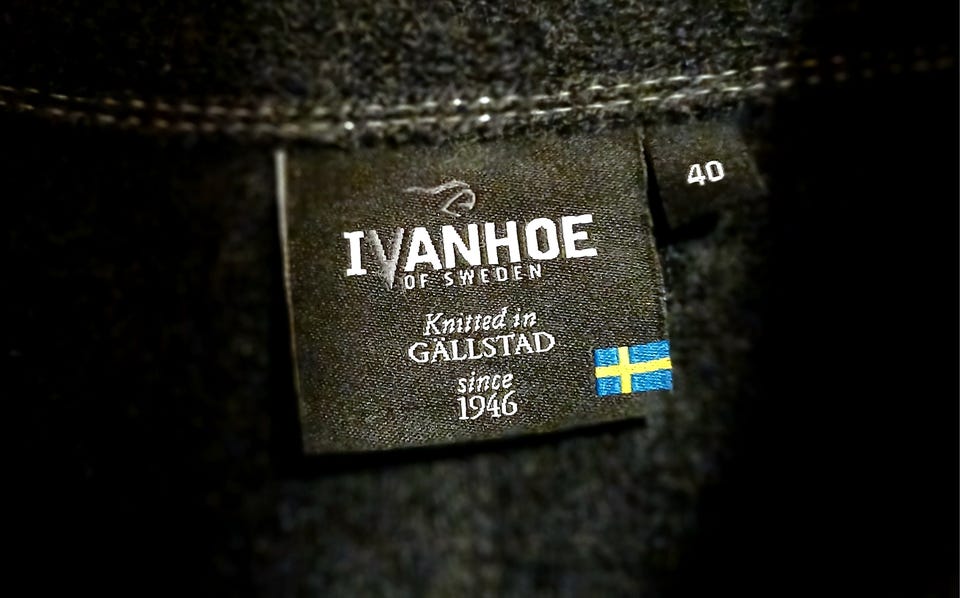 IVANHOE
OF SWEDEN
Knitted in
GÄLLSTAD
since
1946
40